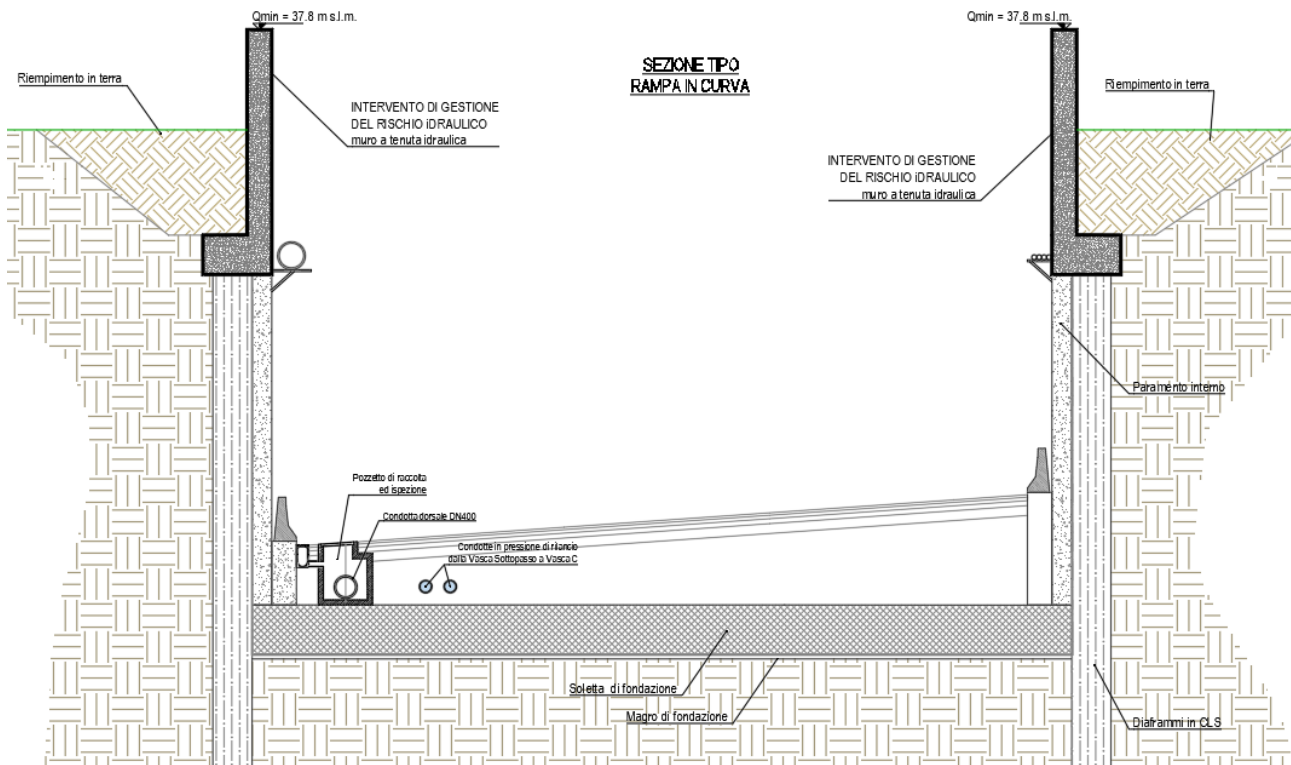 Qmin = 37.8 m s.l.m.
Qmin = 37.8 m s.l.m.
SEZIONE TIPO
RAMPA IN CURVA
Riempimento in terra
Riempimento in terra
INTERVENTO DI GESTIONE
DEL RISCHIO iDRAULICO
muro a tenuta idraulica
INTERVENTO DI GESTIONE
DEL RISCHIO iDRAULICO
muro a tenuta idraulica
Paramento interno
Pozzetto di raccolta
ed ispezione
Condotta dorsale DN400
Condotte in pressione di rilancio
dalla Vasca Sottopasso a Vasca C
Soletta di fondazione
Magro di fondazione
Diaframmi in CLS